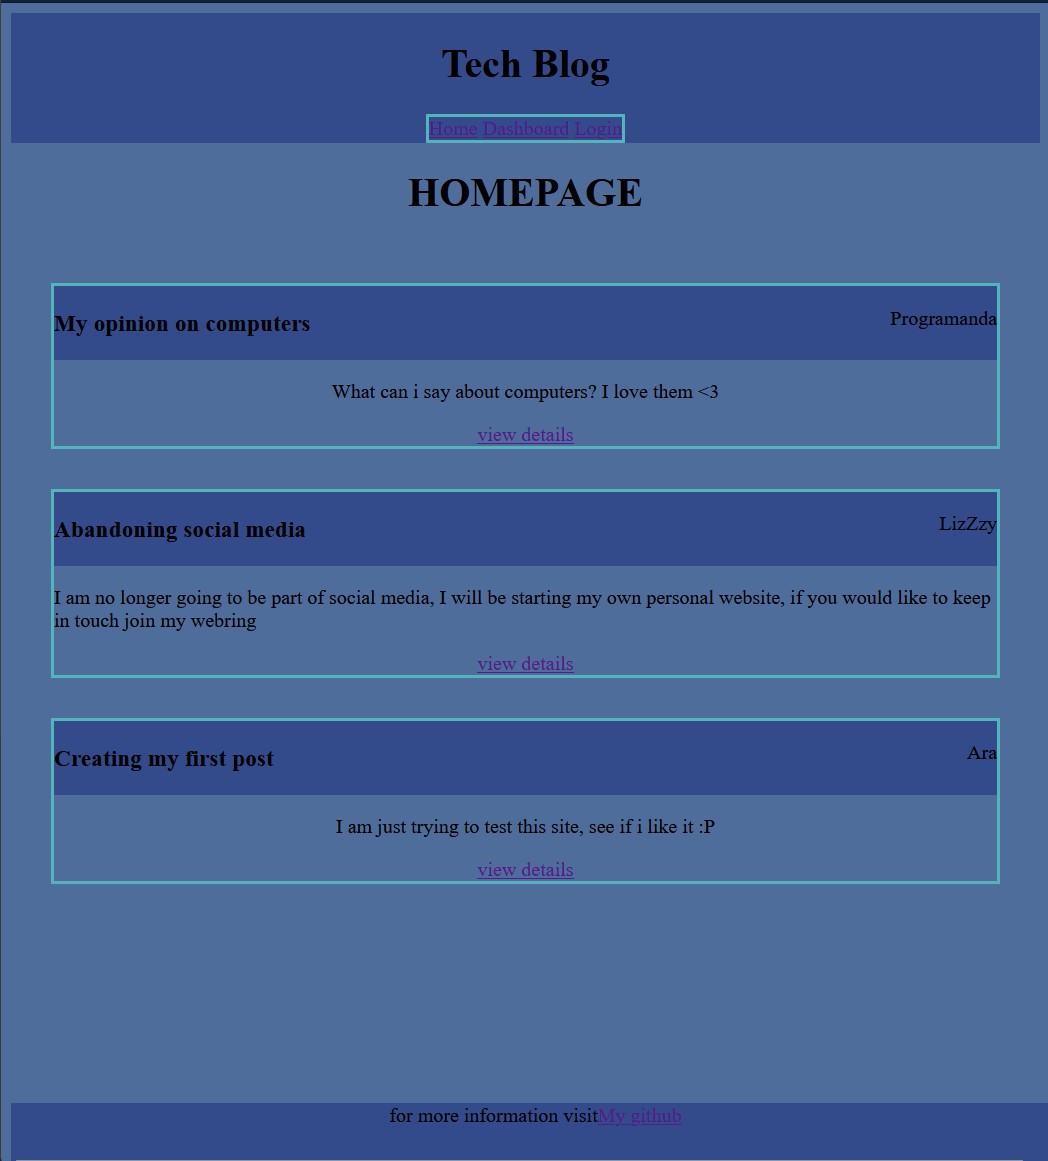 Tech Blog
Home Dashboard Login
HOMEPAGE
My opinion on computers
Programanda
What can i say about computers? I love them <3
view details
Abandoning social media
LizZzy
I am no longer going to be part of social media, I will be starting my own personal website, if you would like to keep
in touch join my webring
view details
Creating my first post
Ara
I am just trying to test this site, see if i like it :P
view details
for more information visitMy github